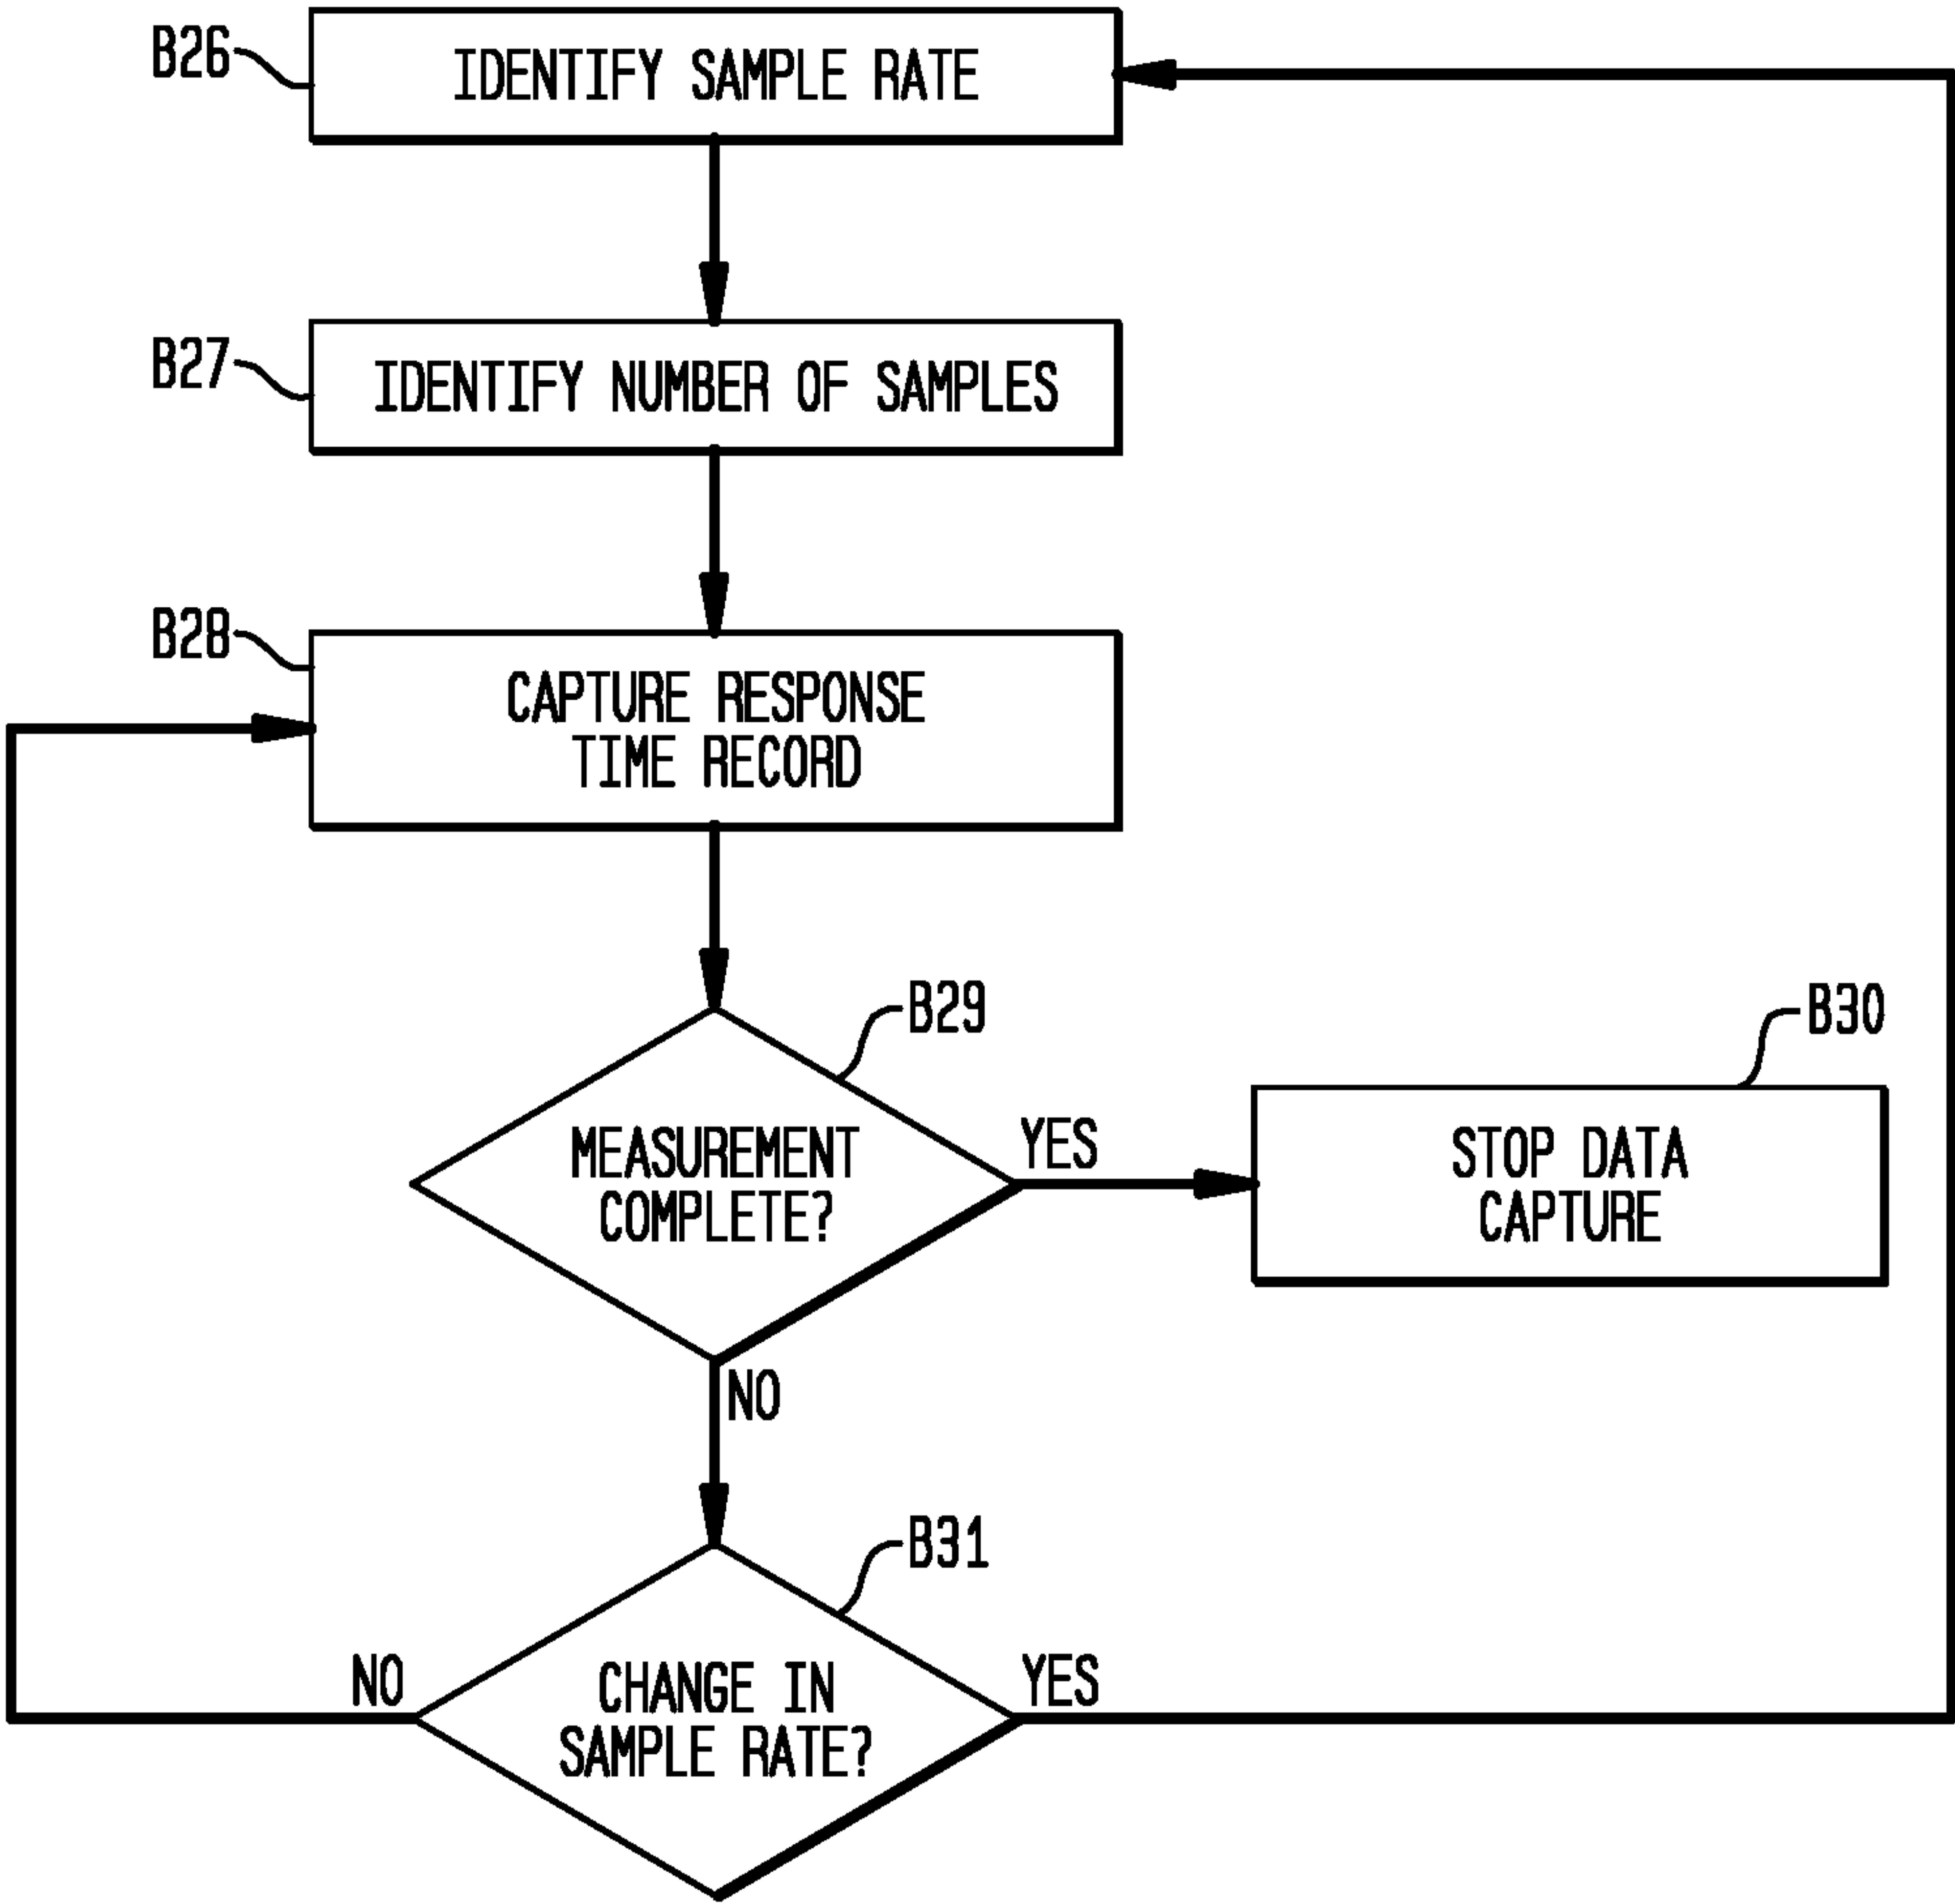 B26
IDENTIFY SAMPLE RATE
B27
IDENTIFY NUMBER OF SAMPLES
B28
CAPTURE RESPONSE
TIME RECORD
B29
B30
MEASUREMENT
COMPLETE?
YES
STOP DATA
CAPTURE
NO
B31
NO
CHANGE IN
SAMPLE RATE?
YES